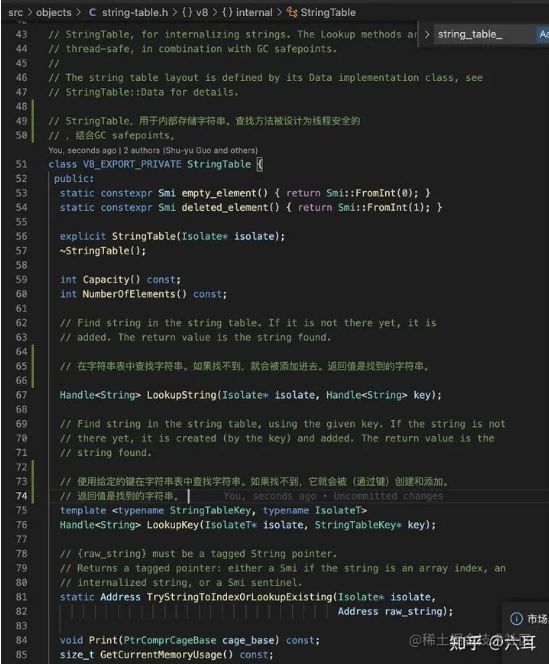 src > objects > C string-table.h > {} v8 > {} internal > StringTable
43 // StringTable, for internalizing strings. The Lookup methods are
string_table_
Aa
44 // thread-safe, in combination with GC safepoints.
45 //
46 // The string table layout is defined by its Data implementation class, see
47 // StringTable::Data for details.
48
49 // StringTable，用于内部存储字符串。查找方法被设计为线程安全的
50 // ，结合GC safepoints。
You, seconds ago | 2 authors (Shu-yu Guo and others)
51 class V8_EXPORT_PRIVATE StringTable {
52 public:
53 static constexpr Smi empty_element() { return Smi::FromInt(0); }
54 static constexpr Smi deleted_element() { return Smi::FromInt(1); }
55
56 explicit StringTable(Isolate* isolate);
57 ~StringTable();
58
59 int Capacity() const;
60 int NumberOfElements() const;
61
62 // Find string in the string table. If it is not there yet, it is
63 // added. The return value is the string found.
64
65 // 在字符串表中查找字符串。如果找不到，就会被添加进去。返回值是找到的字符串。
66
67 Handle<String> LookupString(Isolate* isolate, Handle<String> key);
68
69 // Find string in the string table, using the given key. If the string is not
70 // there yet, it is created (by the key) and added. The return value is the
71 // string found.
72
73 // 使用给定的键在字符串表中查找字符串。如果找不到，它就会被（通过键）创建和添加。
74 // 返回值是找到的字符串。 You, seconds ago • Uncommitted changes
75 template <typename StringTableKey, typename IsolateT>
76 Handle<String> LookupKey(IsolateT* isolate, StringTableKey* key);
77
78 // {raw_string} must be a tagged String pointer.
79 // Returns a tagged pointer: either a Smi if the string is an array index, an
80 // internalized string, or a Smi sentinel.
81 static Address TryStringToIndexOrLookupExisting(Isolate* isolate,
82 Address raw_string);
83
市场
84 void Print(PtrComprCageBase cage_base) const;
85 size_t GetCurrentMemoryUsage() const;
知乎 @六耳